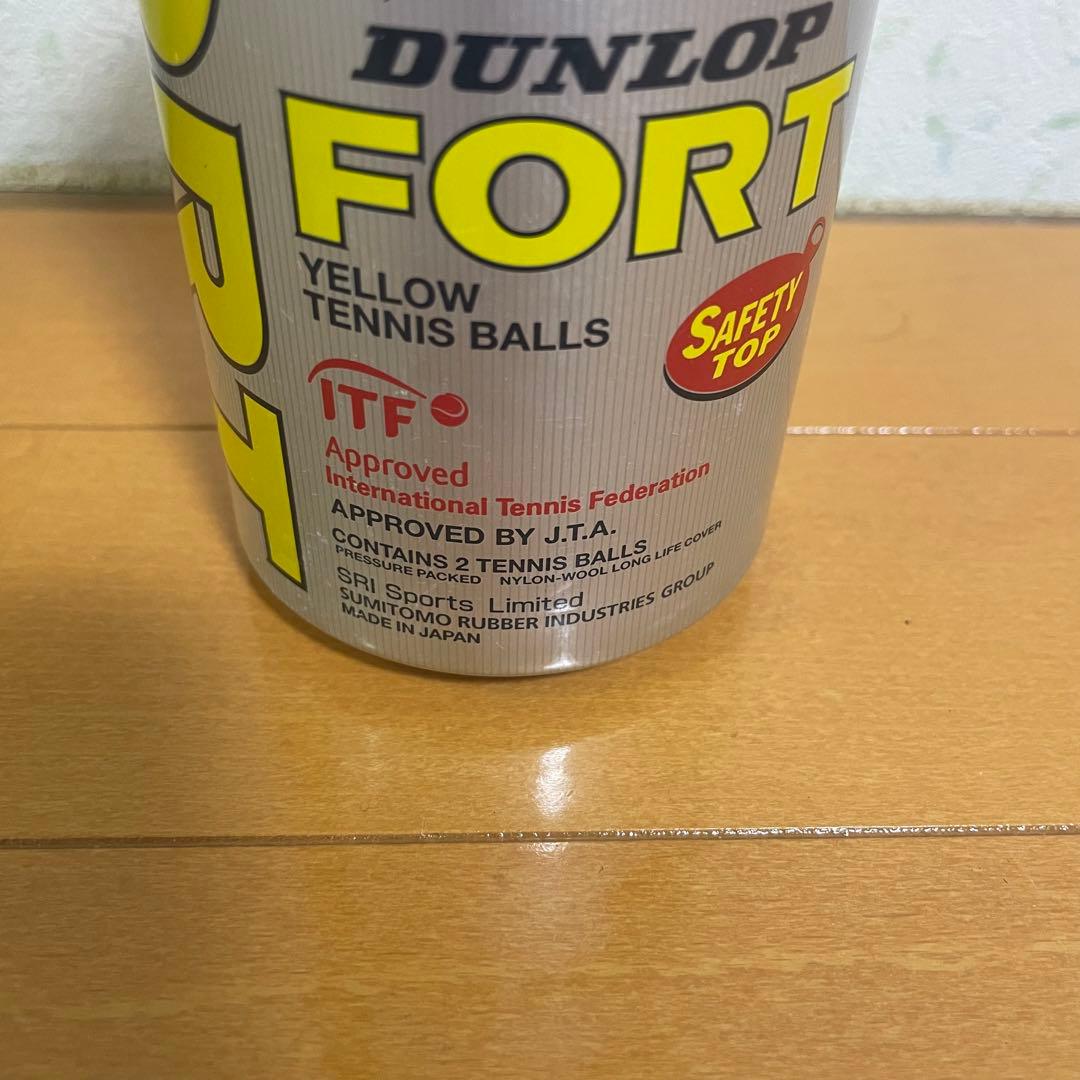 DUNLOP
FORT
YELLOW
TENNIS BALLS
SAFETY
TOP
ITF
Approved
International Tennis Federation
APPROVED BY J.T.A.
CONTAINS 2 TENNIS BALLS
PRESSURE PACKED NYLON-WOOL LONG LIFE COVER
SRI Sports Limited
SUMITOMO RUBBER INDUSTRIES GROUP
MADE IN JAPAN